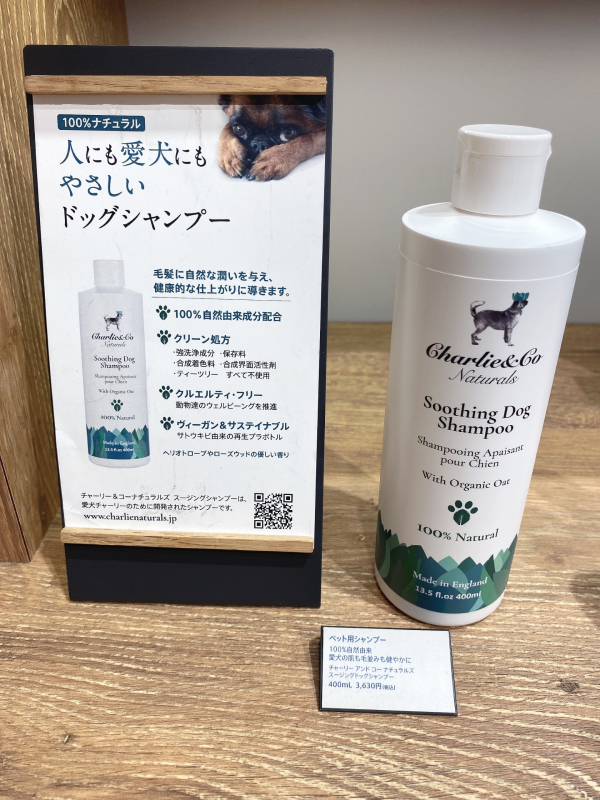 100%ナチュラル
人にも愛犬にも
やさしい
ドッグシャンプー
毛髪に自然な潤いを与え、
健康的な仕上がりに導きます。
100%自然由来成分配合
クリーン処方
・強洗浄成分 ・保存料
・合成着色料 ・合成界面活性剤
・ティーツリー すべて不使用
クルエルティ・フリー
動物達のウェルビーングを推進
ヴィーガン&サステイナブル
サトウキビ由来の再生プラボトル
ヘリオトロープやローズウッドの優しい香り
Charlie&Co
Naturals
Soothing Dog
Shampoo
Shampooing Apaisant
pour Chien
With Organic Oat
100% Natural
Made in England
13.5 fl.oz 400ml
チャーリー&コーナチュラルズ スージングシャンプーは、
愛犬チャーリーのために開発されたシャンプーです。
www.charlienaturals.jp
Charlie&Co
Naturals
Soothing Dog
Shampoo
Shampooing Apaisant
pour Chien
With Organic Oat
100% Natural
Made in England
13.5 fl.oz 400ml
ペット用シャンプー
100%自然由来
愛犬の肌も毛並みも健やかに
チャーリー アンド コー ナチュラルズ
スージングドッグシャンプー
400mL 3,630円(税込)